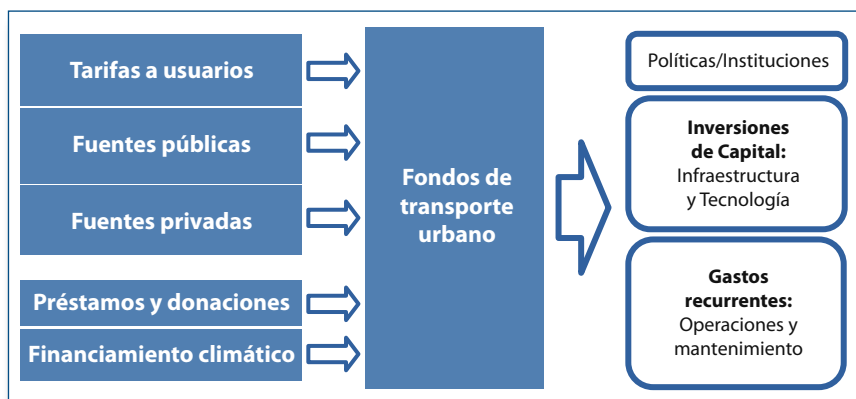 Tarifas a usuarios
Fuentes públicas
Fuentes privadas
Préstamos y donaciones
Financiamiento climático
Fondos de
transporte
urbano
Políticas/Instituciones
Inversiones
de Capital:
Infraestructura
y Tecnología
Gastos
recurrentes:
Operaciones y
mantenimiento